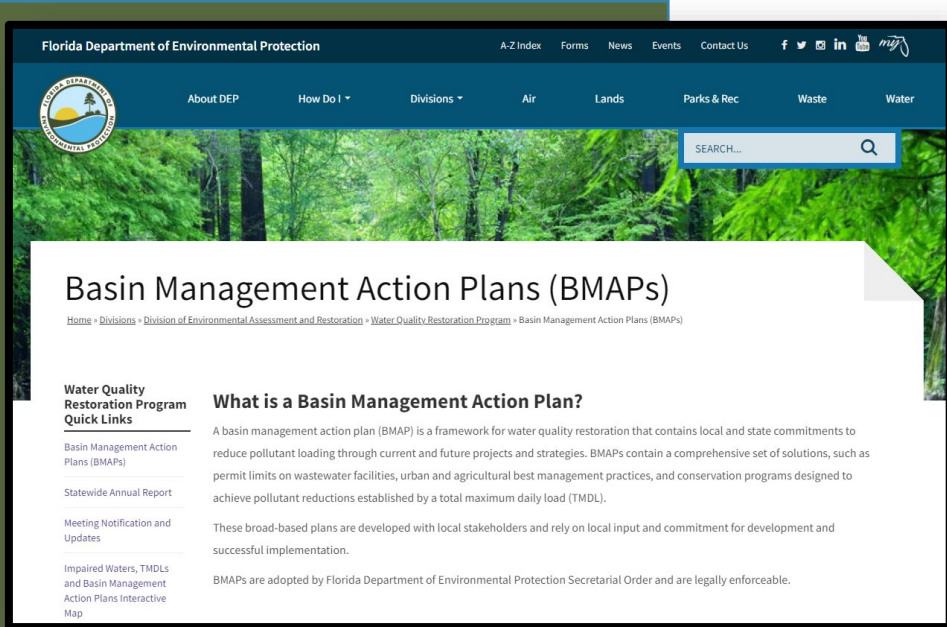 Florida Department of Environmental Protection
A-Z Index Forms News Events Contact Us f in You Tube my
FLORIDA DEPARTMENT OF ENVIRONMENTAL PROTECTION
About DEP How Do I Divisions Air Lands Parks & Rec Waste Water
SEARCH...
Basin Management Action Plans (BMAPs)
Home » Divisions » Division of Environmental Assessment and Restoration » Water Quality Restoration Program » Basin Management Action Plans (BMAPs)
Water Quality
Restoration Program
Quick Links
Basin Management Action
Plans (BMAPs)
Statewide Annual Report
Meeting Notification and
Updates
Impaired Waters, TMDLs
and Basin Management
Action Plans Interactive
Map
What is a Basin Management Action Plan?
A basin management action plan (BMAP) is a framework for water quality restoration that contains local and state commitments to
reduce pollutant loading through current and future projects and strategies. BMAPs contain a comprehensive set of solutions, such as
permit limits on wastewater facilities, urban and agricultural best management practices, and conservation programs designed to
achieve pollutant reductions established by a total maximum daily load (TMDL).
These broad-based plans are developed with local stakeholders and rely on local input and commitment for development and
successful implementation.
BMAPs are adopted by Florida Department of Environmental Protection Secretarial Order and are legally enforceable.